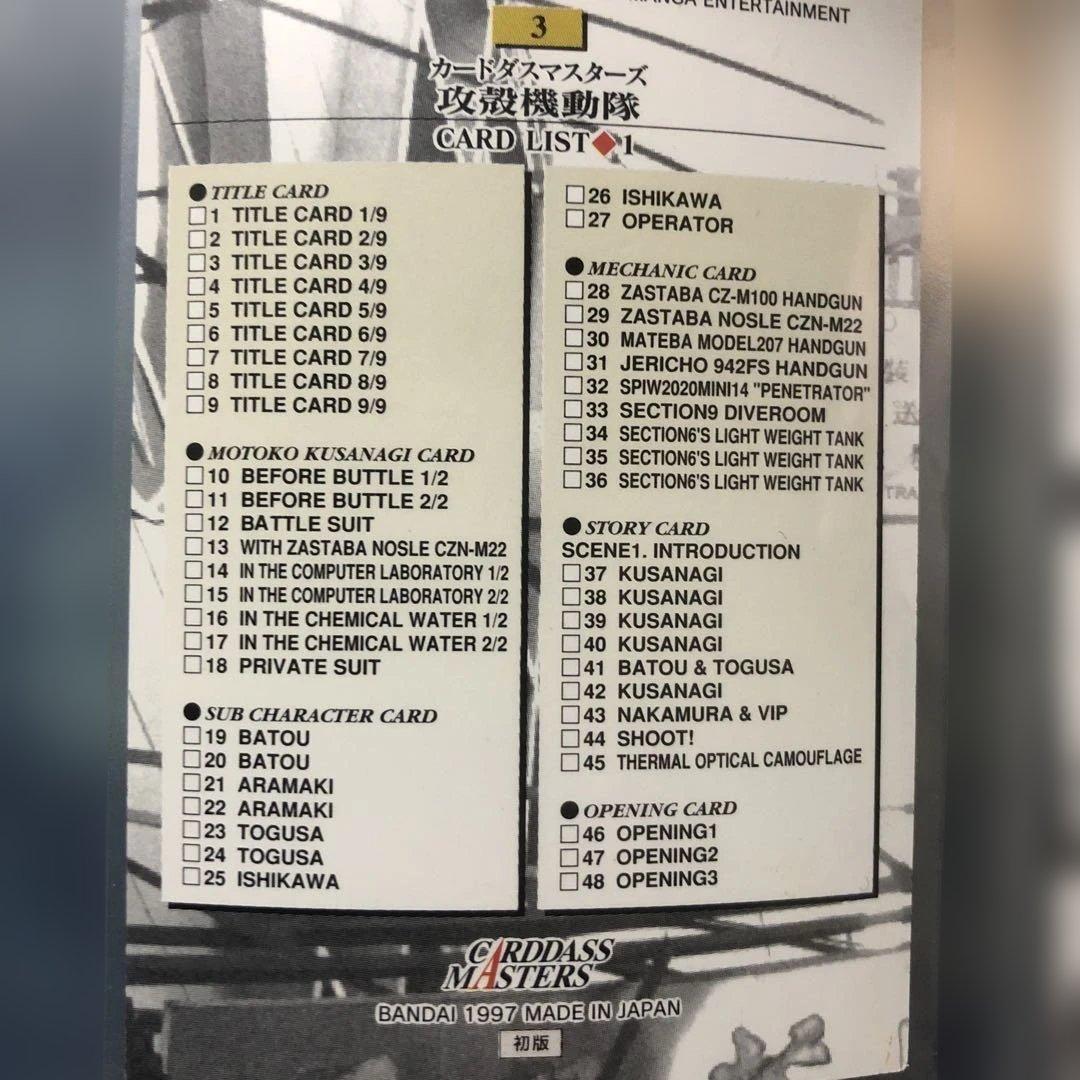 MANGA ENTERTAINMENT
3
カードダスマスターズ
攻殻機動隊
CARD LIST◆1
●TITLE CARD
□1 TITLE CARD 1/9
□2 TITLE CARD 2/9
□3 TITLE CARD 3/9
□4 TITLE CARD 4/9
□5 TITLE CARD 5/9
□6 TITLE CARD 6/9
□7 TITLE CARD 7/9
□8 TITLE CARD 8/9
□9 TITLE CARD 9/9
●MOTOKO KUSANAGI CARD
□10 BEFORE BUTTLE 1/2
□11 BEFORE BUTTLE 2/2
□12 BATTLE SUIT
□13 WITH ZASTABA NOSLE CZN-M22
□14 IN THE COMPUTER LABORATORY 1/2
□15 IN THE COMPUTER LABORATORY 2/2
□16 IN THE CHEMICAL WATER 1/2
□17 IN THE CHEMICAL WATER 2/2
□18 PRIVATE SUIT
●SUB CHARACTER CARD
□19 BATOU
□20 BATOU
□21 ARAMAKI
□22 ARAMAKI
□23 TOGUSA
□24 TOGUSA
□25 ISHIKAWA
□26 ISHIKAWA
□27 OPERATOR
●MECHANIC CARD
□28 ZASTABA CZ-M100 HANDGUN
□29 ZASTABA NOSLE CZN-M22
□30 MATEBA MODEL207 HANDGUN
□31 JERICHO 942FS HANDGUN
□32 SPIW2020MINI14 "PENETRATOR"
□33 SECTION9 DIVEROOM
□34 SECTION6'S LIGHT WEIGHT TANK
□35 SECTION6'S LIGHT WEIGHT TANK
□36 SECTION6'S LIGHT WEIGHT TANK
●STORY CARD
SCENE1. INTRODUCTION
□37 KUSANAGI
□38 KUSANAGI
□39 KUSANAGI
□40 KUSANAGI
□41 BATOU & TOGUSA
□42 KUSANAGI
□43 NAKAMURA & VIP
□44 SHOOT!
□45 THERMAL OPTICAL CAMOUFLAGE
●OPENING CARD
□46 OPENING1
□47 OPENING2
□48 OPENING3
CARDDASS
MASTERS
BANDAI 1997 MADE IN JAPAN
初版